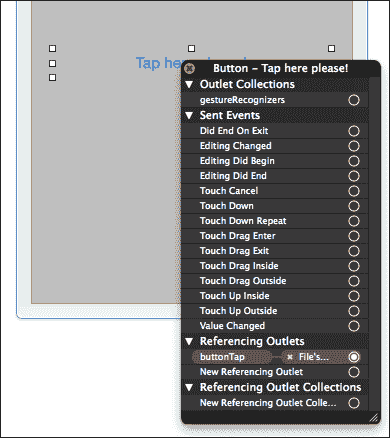 Tap he
Button – Tap here please!
Outlet Collections
gestureRecognizers
Sent Events
Did End On Exit
Editing Changed
Editing Did Begin
Editing Did End
Touch Cancel
Touch Down
Touch Down Repeat
Touch Drag Enter
Touch Drag Exit
Touch Drag Inside
Touch Drag Outside
Touch Up Inside
Touch Up Outside
Value Changed
Referencing Outlets
buttonTap File's...
New Referencing Outlet
Referencing Outlet Collections
New Referencing Outlet Colle...